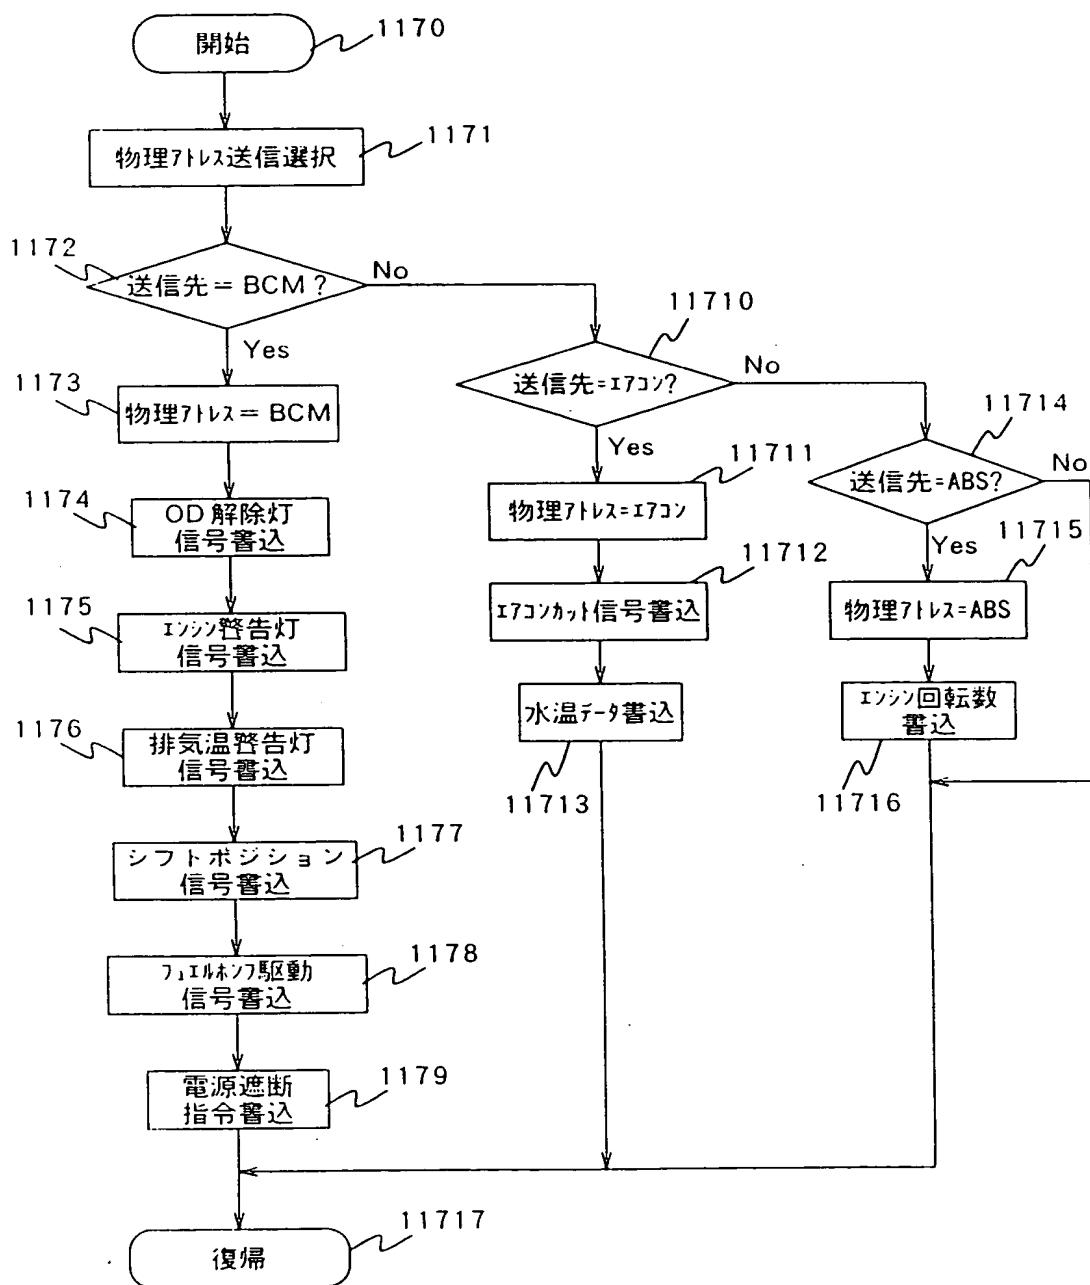 開始
1170
物理アトレス送信選択
1171
1172
送信先=BCM?
No
Yes
1173
物理アトレス=BCM
1174
OD解除灯
信号書込
1175
エンシン警告灯
信号書込
1176
排気温警告灯
信号書込
1177
シフトポジション
信号書込
1178
フュエルホンフ駆動
信号書込
1179
電源遮断
指令書込
11710
送信先=エアコン?
No
Yes
11711
物理アトレス=エアコン
11712
エアコンカット信号書込
水温データ書込
11713
11714
送信先=ABS?
No
Yes
11715
物理アトレス=ABS
エンシン回転数
書込
11716
11717
復帰